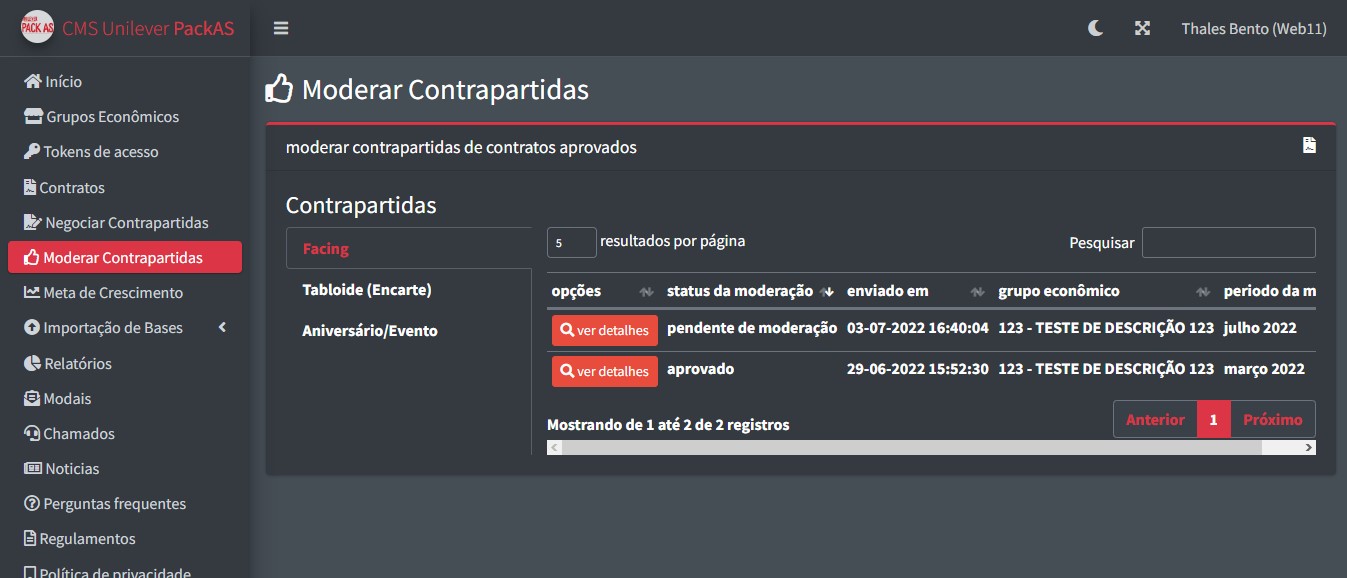 PACK AS
CMS Unilever PackAS
Thales Bento (Web11)
Início
Grupos Econômicos
Tokens de acesso
Contratos
Negociar Contrapartidas
Moderar Contrapartidas
Meta de Crescimento
Importação de Bases
Relatórios
Modais
Chamados
Noticias
Perguntas frequentes
Regulamentos
Política de privacidade
Moderar Contrapartidas
moderar contrapartidas de contratos aprovados
Contrapartidas
Facing
Tabloide (Encarte)
Aniversário/Evento
5 resultados por página
Pesquisar
opções status da moderação enviado em grupo econômico periodo da m
ver detalhes pendente de moderação 03-07-2022 16:40:04 123 - TESTE DE DESCRIÇÃO 123 julho 2022
ver detalhes aprovado 29-06-2022 15:52:30 123 - TESTE DE DESCRIÇÃO 123 março 2022
Mostrando de 1 até 2 de 2 registros
Anterior 1 Próximo